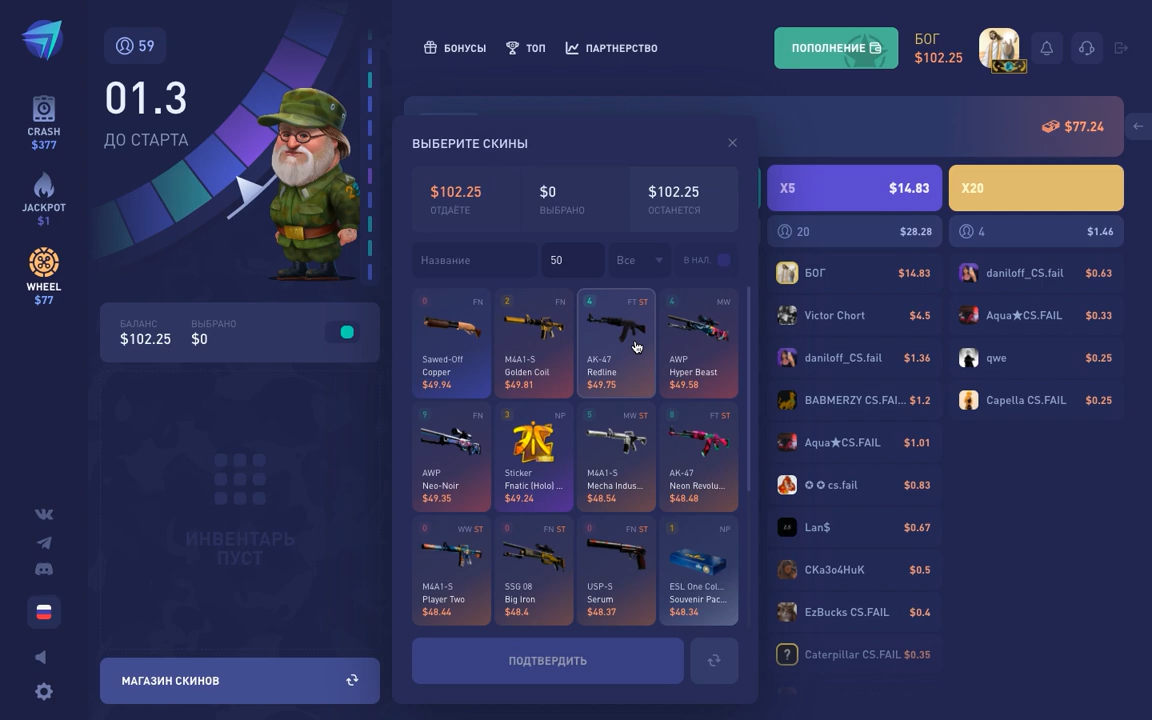 59
01.3
ДО СТАРТА
CRASH
$377
JACKPOT
$1
WHEEL
$77
БАЛАНС
$102.25
ВЫБРАНО
$0
ИНВЕНТАРЬ
ПУСТ
МАГАЗИН СКИНОВ
БОНУСЫ
ТОП
ПАРТНЕРСТВО
ПОПОЛНЕНИЕ
БОГ
$102.25
$77.24
ВЫБЕРИТЕ СКИНЫ
$102.25
ОТДАЁТЕ
$0
ВЫБРАНО
$102.25
ОСТАНЕТСЯ
Название
50
Все
В НАЛ.
0 FN
Sawed-Off
Copper
$49.94
2 FN
M4A1-S
Golden Coil
$49.81
4 FT ST
AK-47
Redline
$49.75
4 MW
AWP
Hyper Beast
$49.58
9 FN
AWP
Neo-Noir
$49.35
3 NP
Sticker
Fnatic (Holo) ...
$49.24
5 MW ST
M4A1-S
Mecha Indus...
$48.54
8 FT ST
AK-47
Neon Revolu...
$48.48
0 WW ST
M4A1-S
Player Two
$48.44
0 FN ST
SSG 08
Big Iron
$48.4
0 FN ST
USP-S
Serum
$48.37
1 NP
ESL One Col...
Souvenir Pac...
$48.34
ПОДТВЕРДИТЬ
X5 $14.83
20 $28.28
БОГ $14.83
Victor Chort $4.5
daniloff_CS.fail $1.36
BABMERZY CS.FAI... $1.2
Aqua★CS.FAIL $1.01
✪ ✪ cs.fail $0.83
Lan$ $0.67
CKa3o4HuK $0.5
EzBucks CS.FAIL $0.4
Caterpillar CS.FAIL $0.35
X20
4 $1.46
daniloff_CS.fail $0.63
Aqua★CS.FAIL $0.33
qwe $0.25
Capella CS.FAIL $0.25